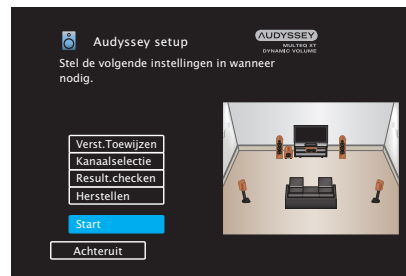 Audyssey setup
AUDYSSEY
MULTEQ XT
DYNAMIC VOLUME
Stel de volgende instellingen in wanneer
nodig.
Verst.Toewijzen
Kanaalselectie
Result.checken
Herstellen
Start
Achteruit